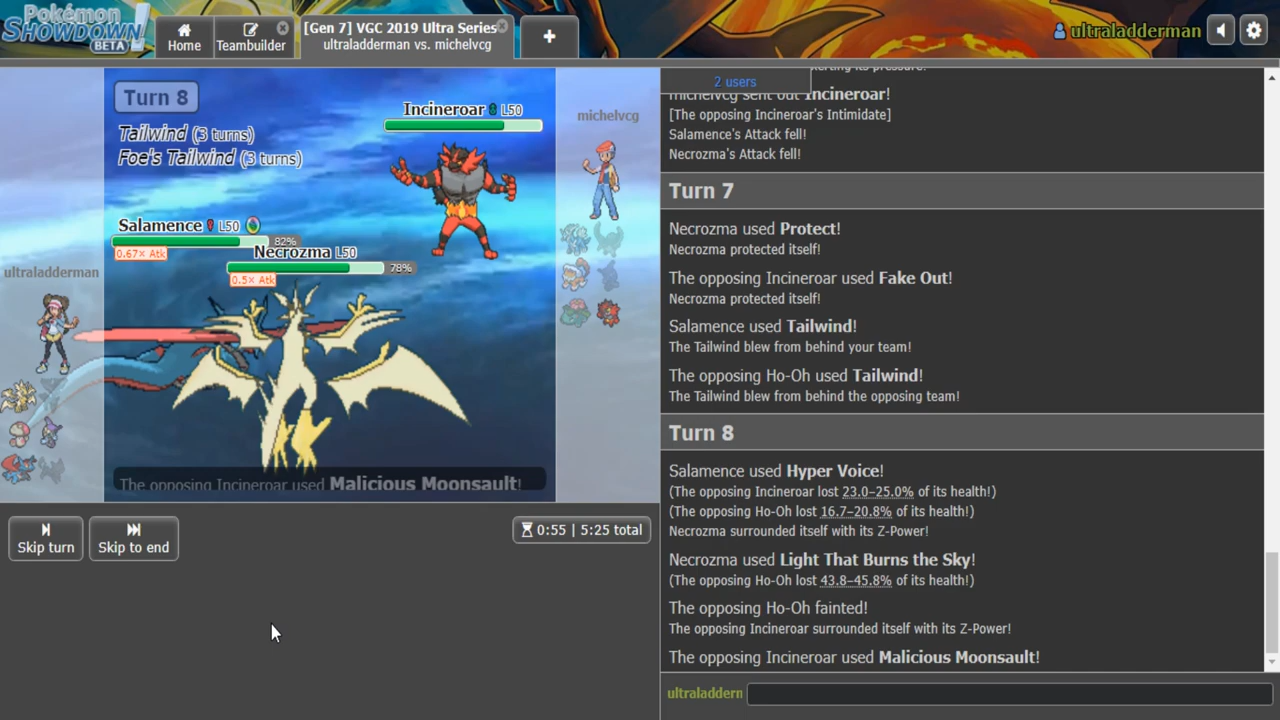 Pokémon
SHOWDOWN!
BETA
Home
Teambuilder
[Gen 7] VGC 2019 Ultra Series
ultraladderman vs. michelvcg
ultraladderman
Turn 8
Tailwind (3 turns)
Foe's Tailwind (3 turns)
Incineroar L50
michelvcg
Salamence L50
82%
0.67× Atk
Necrozma L50
78%
0.5× Atk
ultraladderman
The opposing Incineroar used Malicious Moonsault!
Skip turn
Skip to end
0:55 | 5:25 total
2 users
michelvcg sent out Incineroar!
[The opposing Incineroar's Intimidate]
Salamence's Attack fell!
Necrozma's Attack fell!
Turn 7
Necrozma used Protect!
Necrozma protected itself!
The opposing Incineroar used Fake Out!
Necrozma protected itself!
Salamence used Tailwind!
The Tailwind blew from behind your team!
The opposing Ho-Oh used Tailwind!
The Tailwind blew from behind the opposing team!
Turn 8
Salamence used Hyper Voice!
(The opposing Incineroar lost 23.0-25.0% of its health!)
(The opposing Ho-Oh lost 16.7-20.8% of its health!)
Necrozma surrounded itself with its Z-Power!
Necrozma used Light That Burns the Sky!
(The opposing Ho-Oh lost 43.8-45.8% of its health!)
The opposing Ho-Oh fainted!
The opposing Incineroar surrounded itself with its Z-Power!
The opposing Incineroar used Malicious Moonsault!
ultraladderm